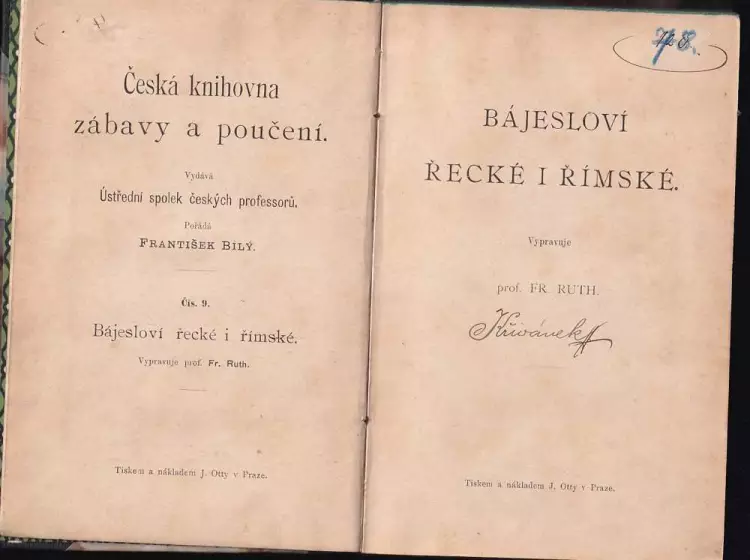 Česká knihovna
zábavy a poučení.
Vydává
Ústřední spolek českých professorů.
Pořádá
FRANTIŠEK BÍLÝ.
Čís. 9.
Bájesloví řecké i římské.
Vypravuje prof. Fr. Ruth.
Tiskem a nákladem J. Otty v Praze.
78.
BÁJESLOVÍ
ŘECKÉ I ŘÍMSKÉ.
Vypravuje
prof. FR. RUTH.
Křivánek
Tiskem a nákladem J. Otty v Praze.